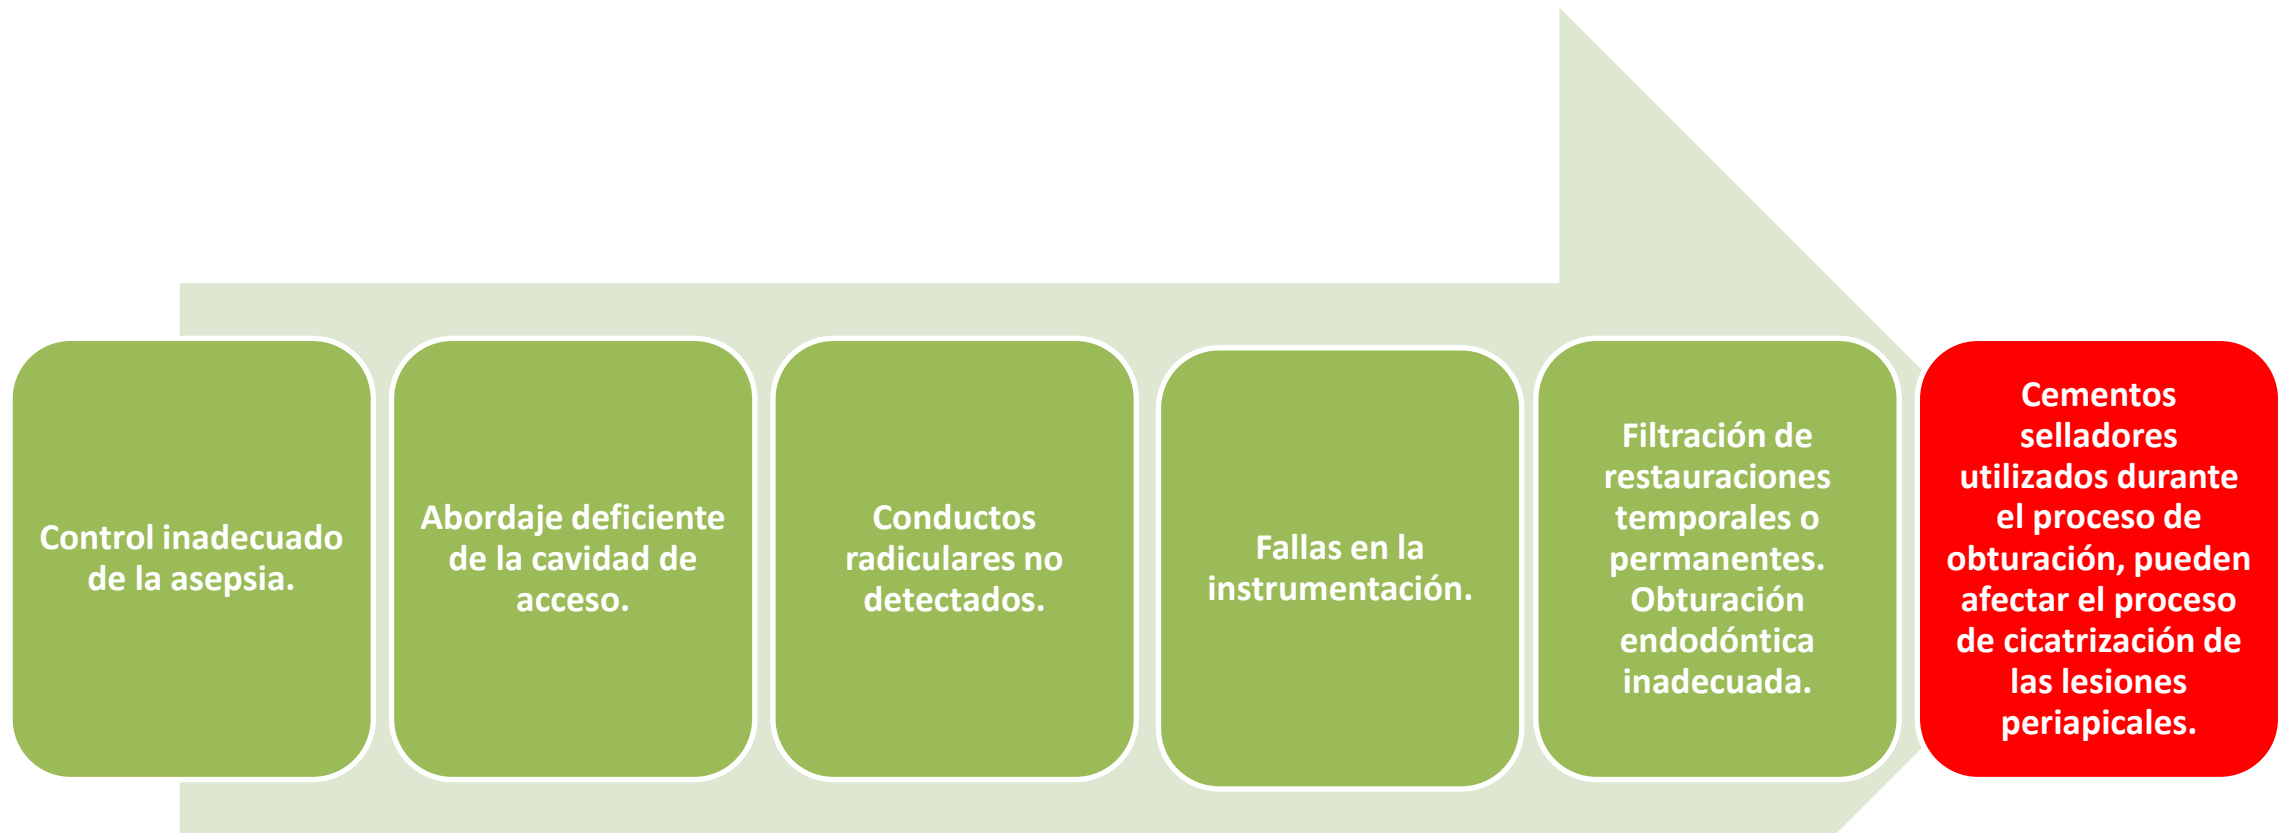 Control inadecuado
de la asepsia.
Abordaje deficiente
de la cavidad de
acceso.
Conductos
radiculares no
detectados.
Fallas en la
instrumentación.
Filtración de
restauraciones
temporales o
permanentes.
Obturación
endodóntica
inadecuada.
Cementos
selladores
utilizados durante
el proceso de
obturación, pueden
afectar el proceso
de cicatrización de
las lesiones
periapicales.